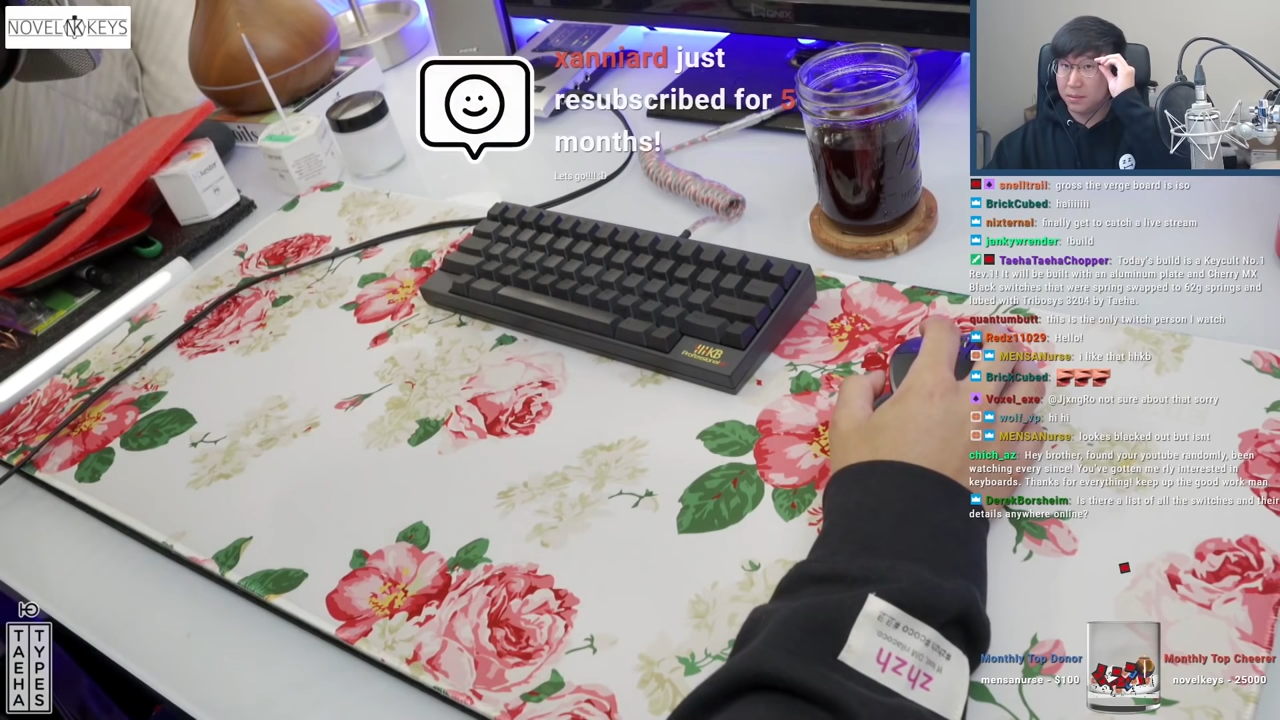 NOVELKEYS
xanniard just
resubscribed for 5
months!
Lets go!!!! :D
snelltrail: gross the verge board is iso
BrickCubed: haiiiiii
nixternal: finally get to catch a live stream
jankywrender: !build
TaehaTaehaChopper: Today's build is a Keycult No.1
Rev.1! It will be built with an aluminum plate and Cherry MX
Black switches that were spring swapped to 62g springs and
lubed with Tribosys 3204 by Taeha.
quantumbutt: this is the only twitch person I watch
Redz11029: Hello!
MENSANurse: i like that hhkb
BrickCubed:
Voxel_exe: @JjxngRo not sure about that sorry
wolf_vp: hi hi
MENSANurse: lookes blacked out but isnt
chich_az: Hey brother, found your youtube randomly, been
watching every since! You've gotten me rly interested in
keyboards. Thanks for everything! keep up the good work man
DerekBorsheim: Is there a list of all the switches and their
details anywhere online?
HHKB
Professional
zhzh
TAEHA
TYPES
Monthly Top Donor
mensanurse - $100
Monthly Top Cheerer
novelkeys - 25000